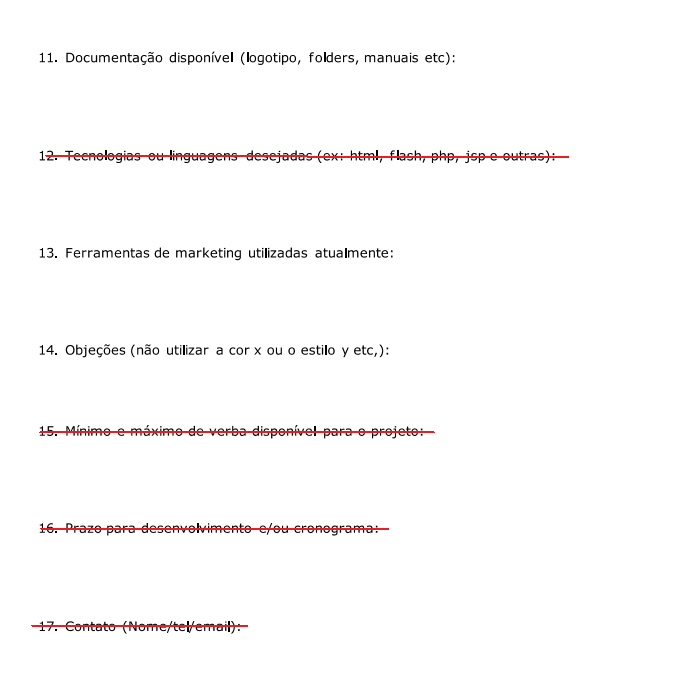 11. Documentação disponível (logotipo, folders, manuais etc):
12. Tecnologias ou linguagens desejadas (ex: html, flash, php, jsp e outras):
13. Ferramentas de marketing utilizadas atualmente:
14. Objeções (não utilizar a cor x ou o estilo y etc,):
15. Mínimo e máximo de verba disponível para o projeto:
16. Prazo para desenvolvimento e/ou cronograma:
17. Contato (Nome/tel/email):